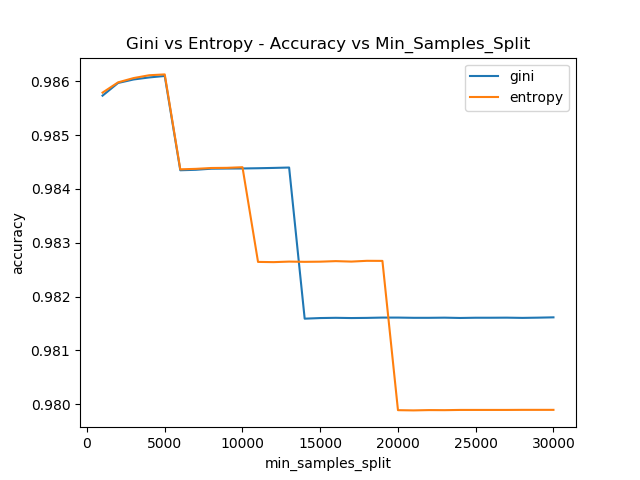 Gini vs Entropy - Accuracy vs Min_Samples_Split
gini
entropy
0.986
0.985
0.984
0.983
0.982
0.981
0.980
accuracy
0 5000 10000 15000 20000 25000 30000
min_samples_split